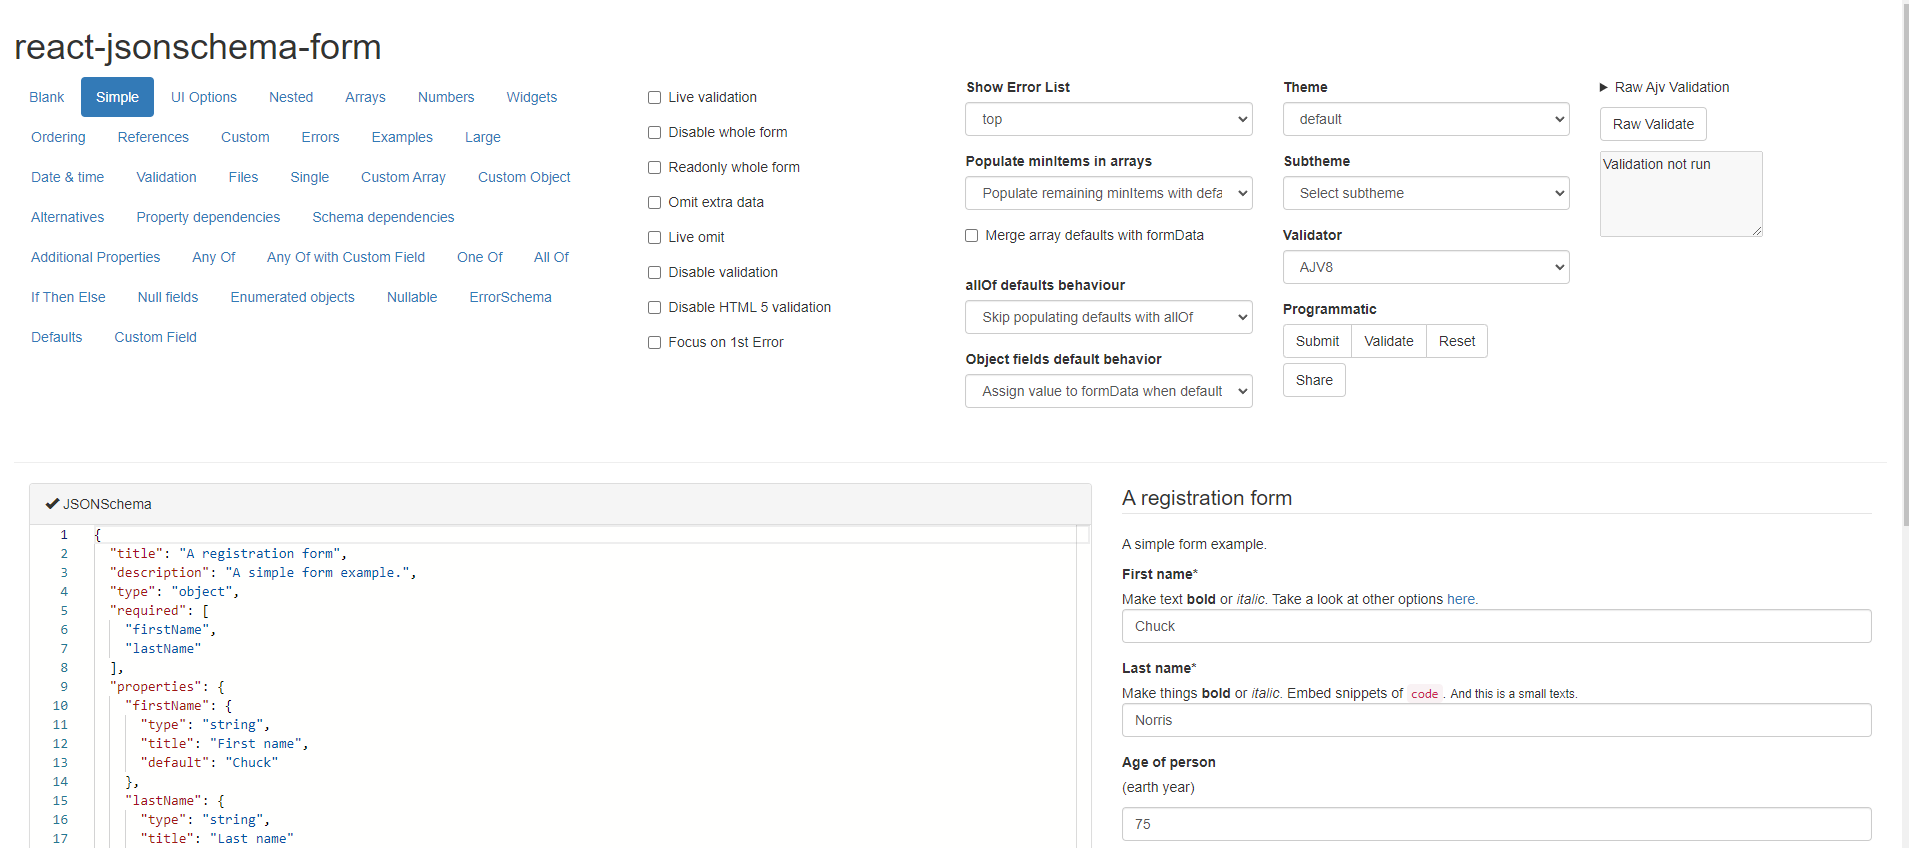 react-jsonschema-form
Blank Simple UI Options Nested Arrays Numbers Widgets
Ordering References Custom Errors Examples Large
Date & time Validation Files Single Custom Array Custom Object
Alternatives Property dependencies Schema dependencies
Additional Properties Any Of Any Of with Custom Field One Of All Of
If Then Else Null fields Enumerated objects Nullable ErrorSchema
Defaults Custom Field
Live validation
Disable whole form
Readonly whole form
Omit extra data
Live omit
Disable validation
Disable HTML 5 validation
Focus on 1st Error
Show Error List
top
Populate minItems in arrays
Populate remaining minItems with defa
Merge array defaults with formData
allOf defaults behaviour
Skip populating defaults with allOf
Object fields default behavior
Assign value to formData when default
Theme
default
Subtheme
Select subtheme
Validator
AJV8
Programmatic
Submit Validate Reset
Share
Raw Ajv Validation
Raw Validate
Validation not run
JSONSchema
1 {
2 "title": "A registration form",
3 "description": "A simple form example.",
4 "type": "object",
5 "required": [
6 "firstName",
7 "lastName"
8 ],
9 "properties": {
10 "firstName": {
11 "type": "string",
12 "title": "First name",
13 "default": "Chuck"
14 },
15 "lastName": {
16 "type": "string",
17 "title": "Last name"
A registration form
A simple form example.
First name*
Make text bold or italic. Take a look at other options here.
Chuck
Last name*
Make things bold or italic. Embed snippets of code. And this is a small texts.
Norris
Age of person
(earth year)
75